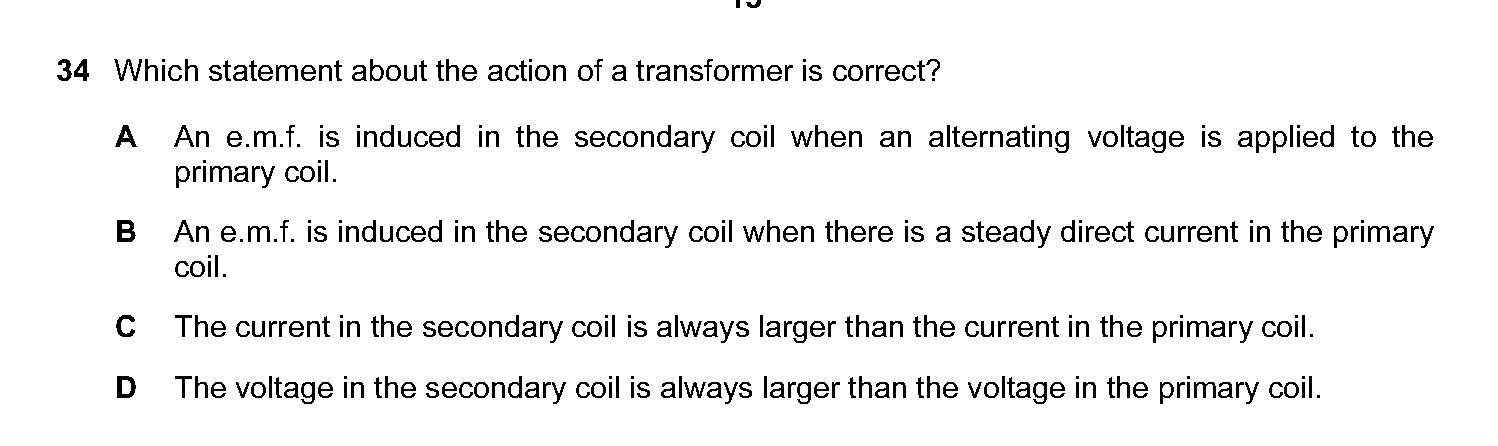 34 Which statement about the action of a transformer is correct?
A An e.m.f. is induced in the secondary coil when an alternating voltage is applied to the
primary coil.
B An e.m.f. is induced in the secondary coil when there is a steady direct current in the primary
coil.
C The current in the secondary coil is always larger than the current in the primary coil.
D The voltage in the secondary coil is always larger than the voltage in the primary coil.